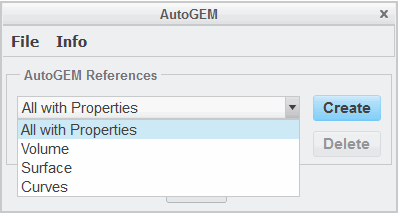 AutoGEM x
File Info
AutoGEM References
All with Properties Create
All with Properties
Volume Delete
Surface
Curves